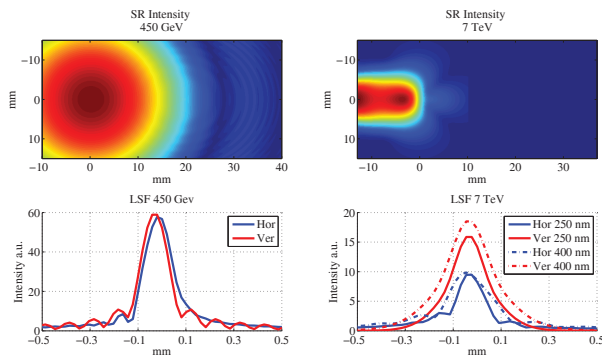 SR Intensity
450 GeV
mm
−10
0
10
−10 0 10 20 30 40
mm
SR Intensity
7 TeV
mm
−10
0
10
−10 0 10 20 30
mm
LSF 450 Gev
Intensity a.u.
60
40
20
0
−0.5 −0.3 −0.1 0.1 0.3 0.5
mm
Hor
Ver
LSF 7 TeV
Intensity a.u.
20
15
10
5
0
−0.5 −0.3 −0.1 0.1 0.3 0.5
mm
Hor 250 nm
Ver 250 nm
Hor 400 nm
Ver 400 nm